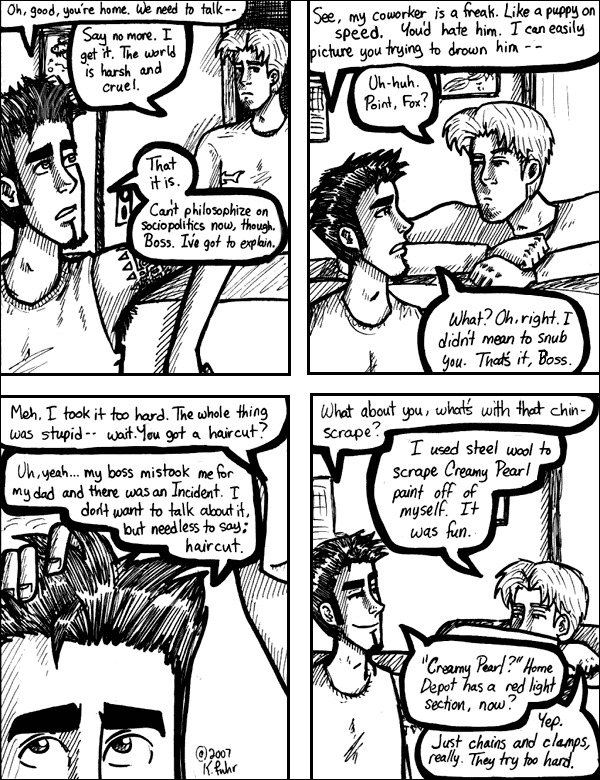 Oh, good, you're home. We need to talk--
Say no more. I
get it. The world
is harsh and
cruel.
That
it is.
Can't philosophize on
sociopolitics now, though,
Boss. I've got to explain.
See, my coworker is a freak. Like a puppy on
speed. You'd hate him. I can easily
picture you trying to drown him --
Uh-huh.
Point, Fox?
What? Oh, right. I
didn't mean to snub
you. That's it, Boss.
Meh, I took it too hard. The whole thing
was stupid-- wait. You got a haircut?
Uh, yeah... my boss mistook me for
my dad and there was an Incident. I
don't want to talk about it,
but needless to say;
haircut.
@2007
K. fuhr
What about you, what's with that chin-
scrape?
I used steel wool to
scrape Creamy Pearl
paint off of
myself. It
was fun.
"Creamy Pearl?" Home
Depot has a red light
section, now?
Yep.
Just chains and clamps,
really. They try too hard.